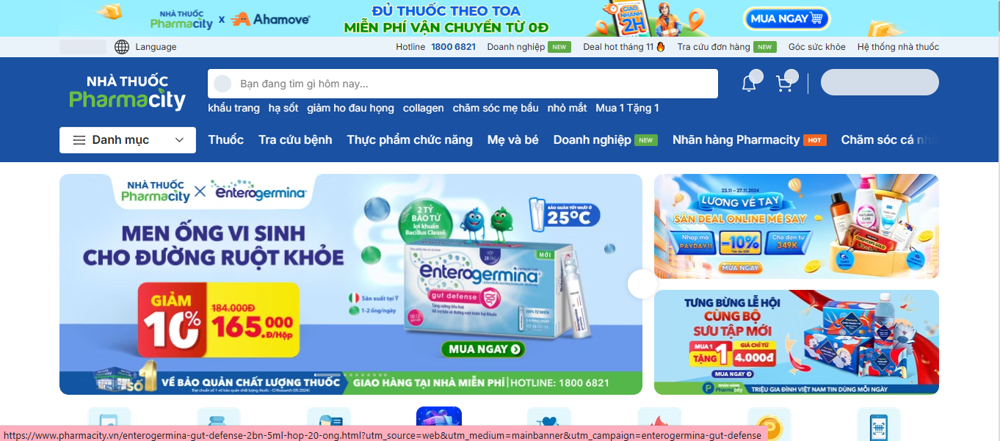 NHÀ THUỐC
Pharmacity x Ahamove
ĐỦ THUỐC THEO TOA
MIỄN PHÍ VẬN CHUYỂN TỪ 0Đ
GIAO
NHANH
2H
MUA NGAY
Language
Hotline 1800 6821 Doanh nghiệp NEW Deal hot tháng 11 Tra cứu đơn hàng NEW Góc sức khỏe Hệ thống nhà thuốc
NHÀ THUỐC
Pharmacity
Bạn đang tìm gì hôm nay...
khẩu trang hạ sốt giảm ho đau họng collagen chăm sóc mẹ bầu nhỏ mắt Mua 1 Tặng 1
Danh mục
Thuốc Tra cứu bệnh Thực phẩm chức năng Mẹ và bé Doanh nghiệp NEW Nhãn hàng Pharmacity HOT Chăm sóc cá nhâ
NHÀ THUỐC
Pharmacity × enterogermina
MEN ỐNG VI SINH
CHO ĐƯỜNG RUỘT KHỎE
GIẢM
10%
184.000Đ
165.000
Đ/Hộp
2 TỶ
BÀO TỬ
lợi khuẩn
Bacillus Clausii
BẢO QUẢN TỐT NHẤT Ở
25°C
HỘP
20 ỐNG
MỚI
enterogermina
gut defense
Tăng cường tiêu hóa
Sản xuất tại Ý
1-2 ống/ngày
MUA NGAY
SỐ 1 VỀ BẢO QUẢN CHẤT LƯỢNG THUỐC
GIAO HÀNG TẠI NHÀ MIỄN PHÍ | HOTLINE: 1800 6821
23.11 - 27.11.2024
LƯƠNG VỀ TAY
SĂN DEAL ONLINE MÊ SAY
Nhập mã
PAYDAY11
-10%
Cho đơn từ
349K
MUA NGAY
NATURAL
CARE
TƯNG BỪNG LỄ HỘI
CÙNG BỘ
SƯU TẬP MỚI
MUA 1
TẶNG 1
GIÁ CHỈ TỪ
4.000đ
MUA NGAY
NHÃN HÀNG
Pharmacity
TRIỆU GIA ĐÌNH VIỆT NAM TIN DÙNG MỖI NGÀY
https://www.pharmacity.vn/enterogermina-gut-defense-2bn-5ml-hop-20-ong.html?utm_source=web&utm_medium=mainbanner&utm_campaign=enterogermina-gut-defense